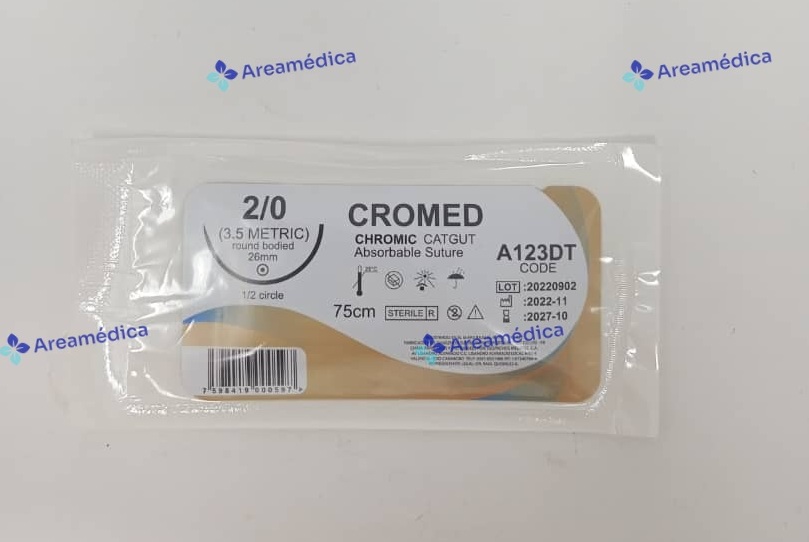 Areamédica
Areamédica
2/0
(3.5 METRIC)
round bodied
26mm
1/2 circle
CROMED
CHROMIC CATGUT
Absorbable Suture
75cm
STERILE R
A123DT
CODE
LOT :20220902
:2022-11
:2027-10
Areamédica
Areamédica
7598419000597